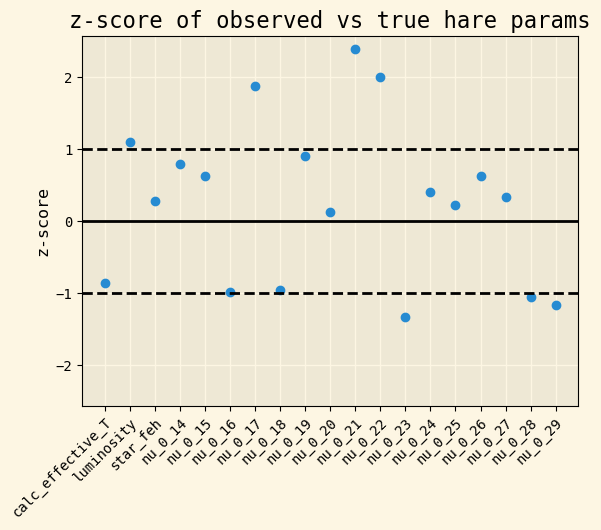 z-score of observed vs true hare params
z-score
2
1
0
−1
−2
calc_effective_T
luminosity
star_feh
nu_0_14
nu_0_15
nu_0_16
nu_0_17
nu_0_18
nu_0_19
nu_0_20
nu_0_21
nu_0_22
nu_0_23
nu_0_24
nu_0_25
nu_0_26
nu_0_27
nu_0_28
nu_0_29